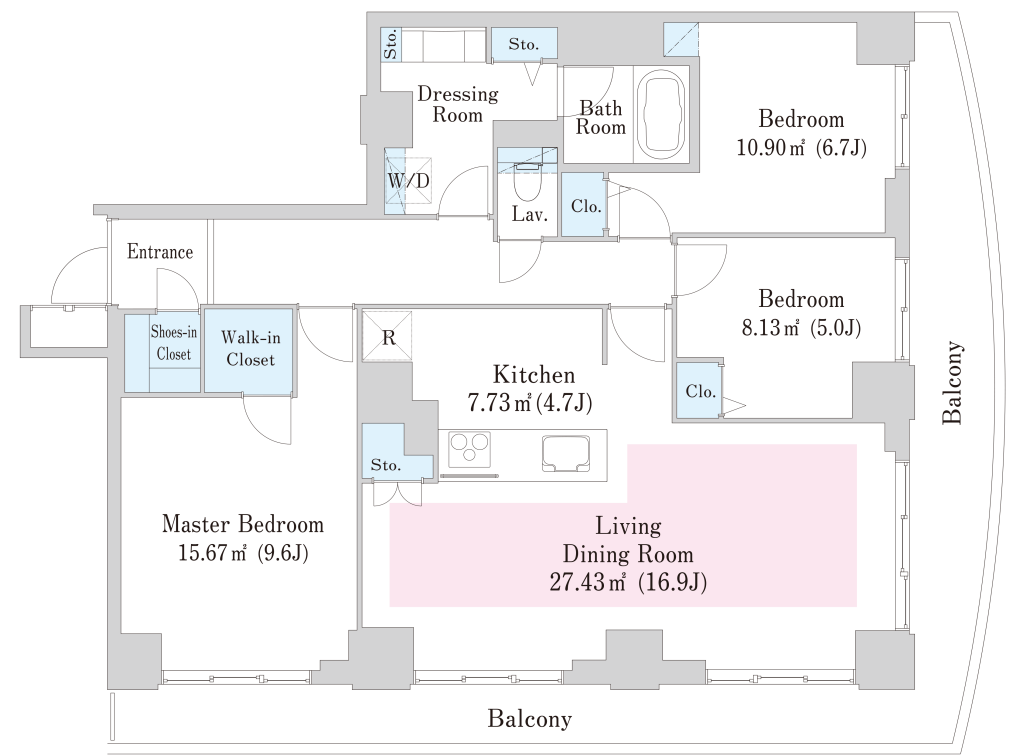 Sto.
Sto.
Dressing
Room
Bath
Room
Bedroom
10.90㎡ (6.7J)
W/D
Lav.
Clo.
Entrance
Bedroom
8.13㎡ (5.0J)
Shoes-in
Closet
Walk-in
Closet
R
Kitchen
7.73㎡(4.7J)
Clo.
Balcony
Sto.
Master Bedroom
15.67㎡ (9.6J)
Living
Dining Room
27.43㎡ (16.9J)
Balcony